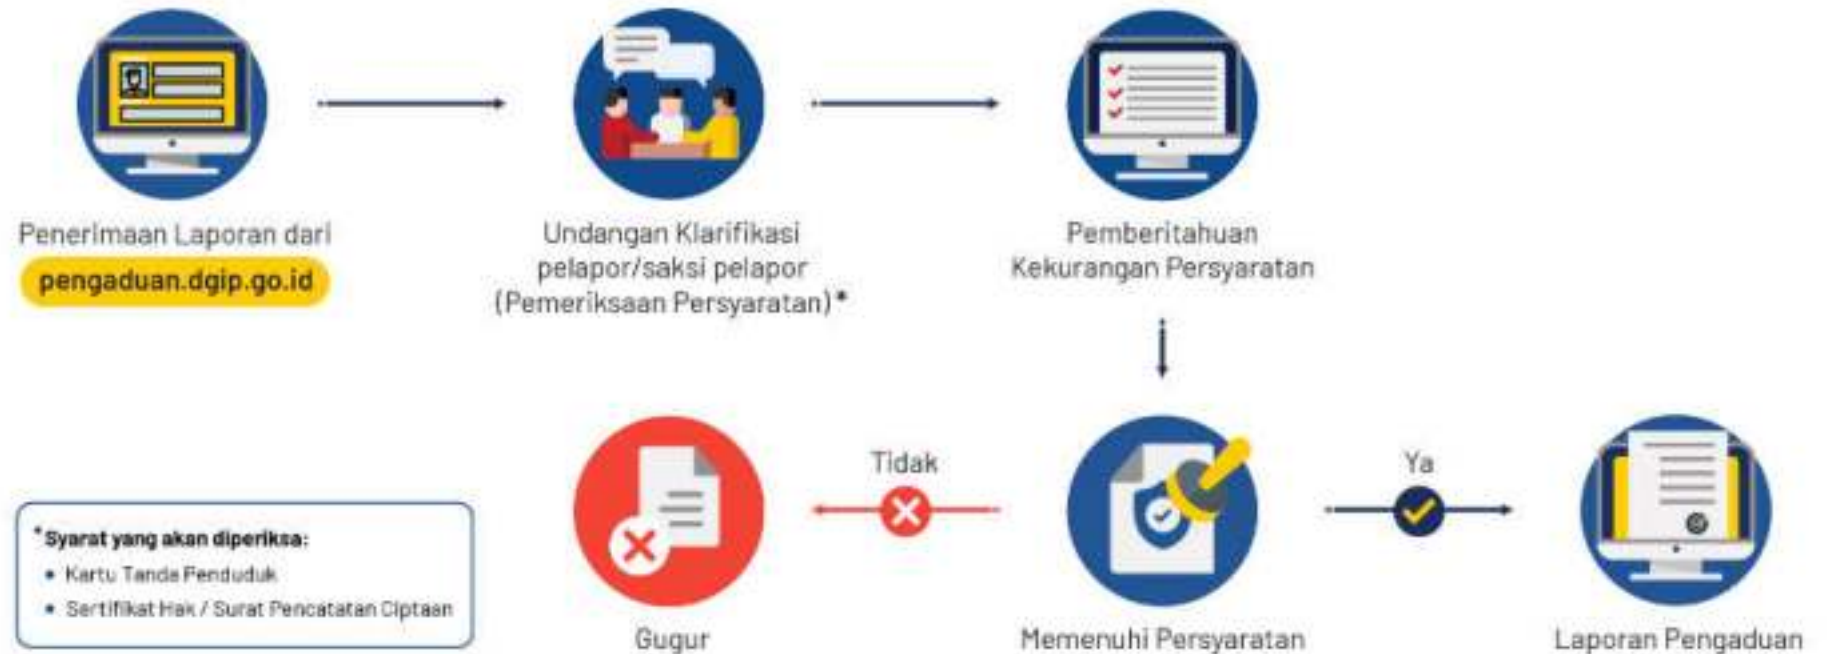 Penerimaan Laporan dari
pengaduan.dgip.go.id
Undangan Klarifikasi
pelapor/saksi pelapor
(Pemeriksaan Persyaratan)*
Pemberitahuan
Kekurangan Persyaratan
Tidak
Ya
*Syarat yang akan diperiksa:
• Kartu Tanda Penduduk
• Sertifikat Hak / Surat Pencatatan Ciptaan
Gugur
Memenuhi Persyaratan
Laporan Pengaduan